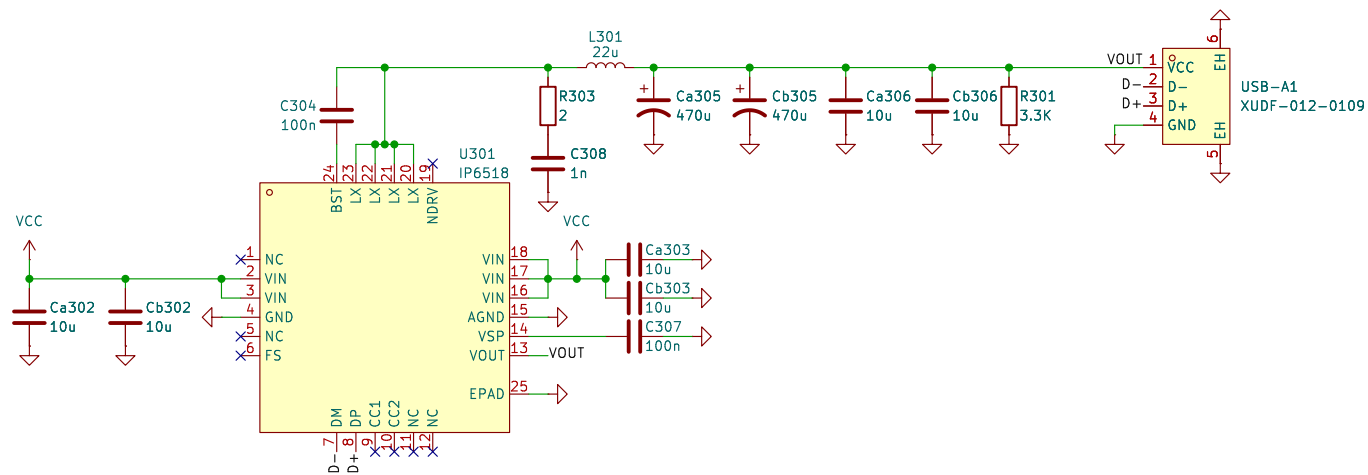 L301
22u
VOUT
1
VCC
D-
2
D-
D+
3
D+
4
GND
6
EH
EH
5
USB-A1
XUDF-012-0109
C304
100n
R303
2
C308
1n
Ca305
470u
Cb305
470u
Ca306
10u
Cb306
10u
R301
3.3K
U301
IP6518
24
23
22
21
20
19
BST
LX
LX
LX
LX
NDRV
VCC
VCC
1
NC
2
VIN
3
VIN
4
GND
5
NC
6
FS
VIN
18
VIN
17
VIN
16
AGND
15
VSP
14
VOUT
13
VOUT
EPAD
25
Ca302
10u
Cb302
10u
Ca303
10u
Cb303
10u
C307
100n
DM
DP
CC1
CC2
NC
NC
7
8
9
10
11
12
D-
D+